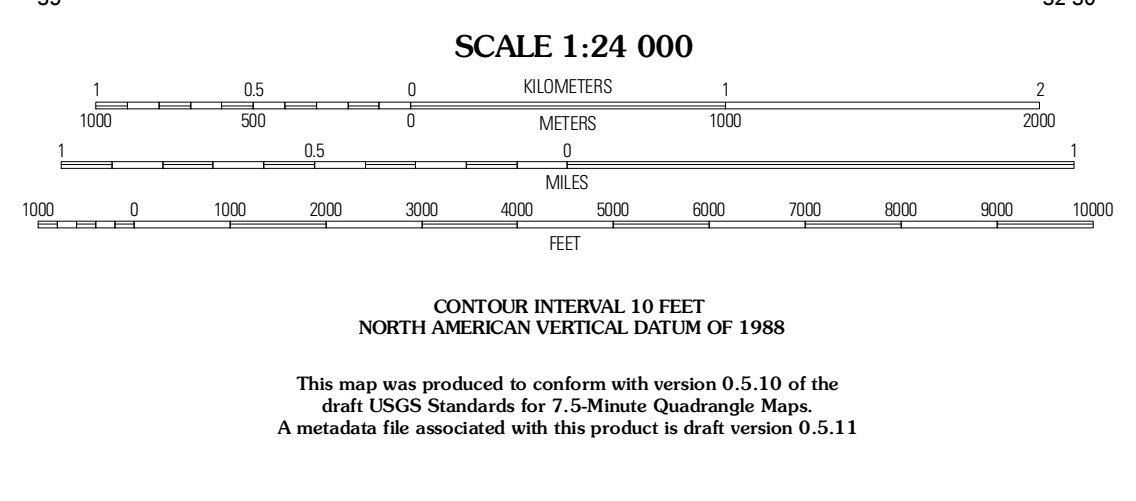 SCALE 1:24 000
1 0.5 0 KILOMETERS 1 2
1000 500 0 METERS 1000 2000
1 0.5 0 1
MILES
1000 0 1000 2000 3000 4000 5000 6000 7000 8000 9000 10000
FEET
CONTOUR INTERVAL 10 FEET
NORTH AMERICAN VERTICAL DATUM OF 1988
This map was produced to conform with version 0.5.10 of the
draft USGS Standards for 7.5-Minute Quadrangle Maps.
A metadata file associated with this product is draft version 0.5.11